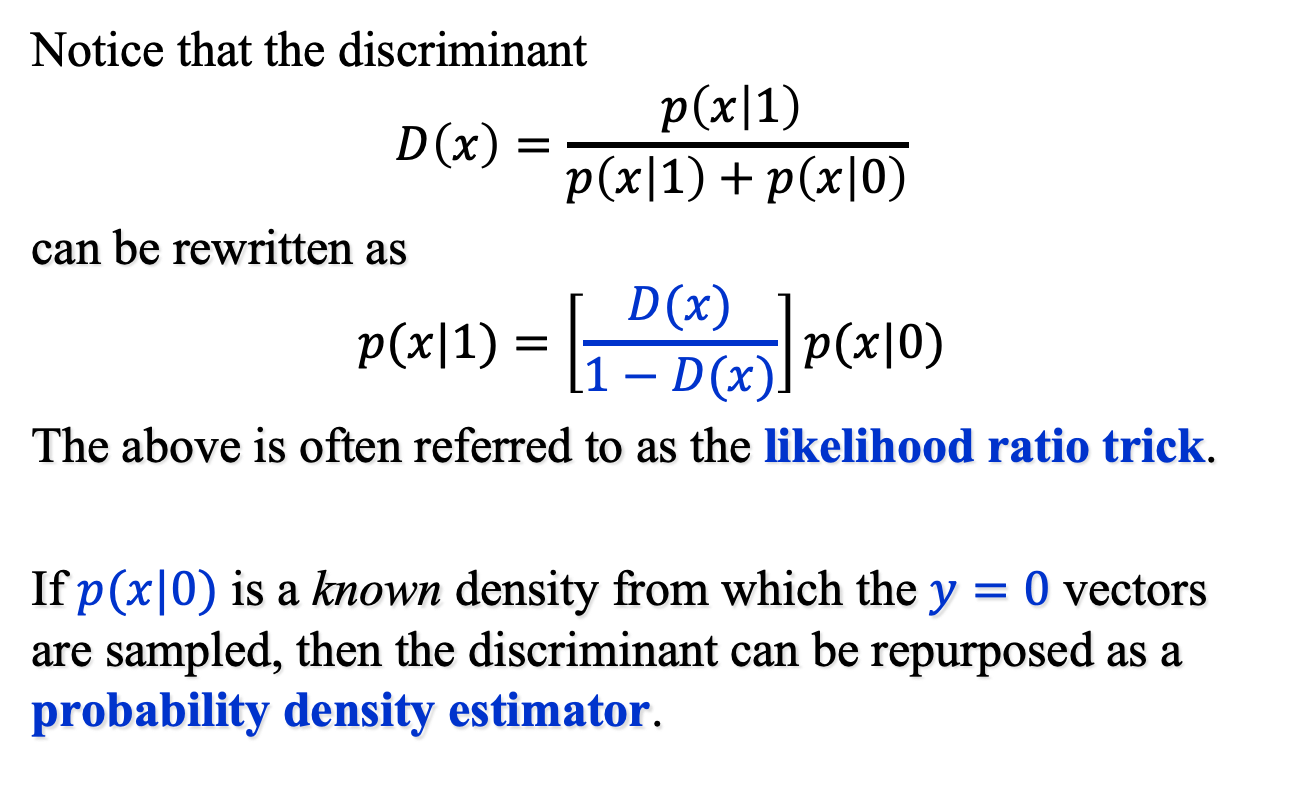 Notice that the discriminant
D(x) = p(x|1) / p(x|1) + p(x|0)
can be rewritten as
p(x|1) = [D(x) / 1 − D(x)] p(x|0)
The above is often referred to as the likelihood ratio trick.
If p(x|0) is a known density from which the y = 0 vectors
are sampled, then the discriminant can be repurposed as a
probability density estimator.